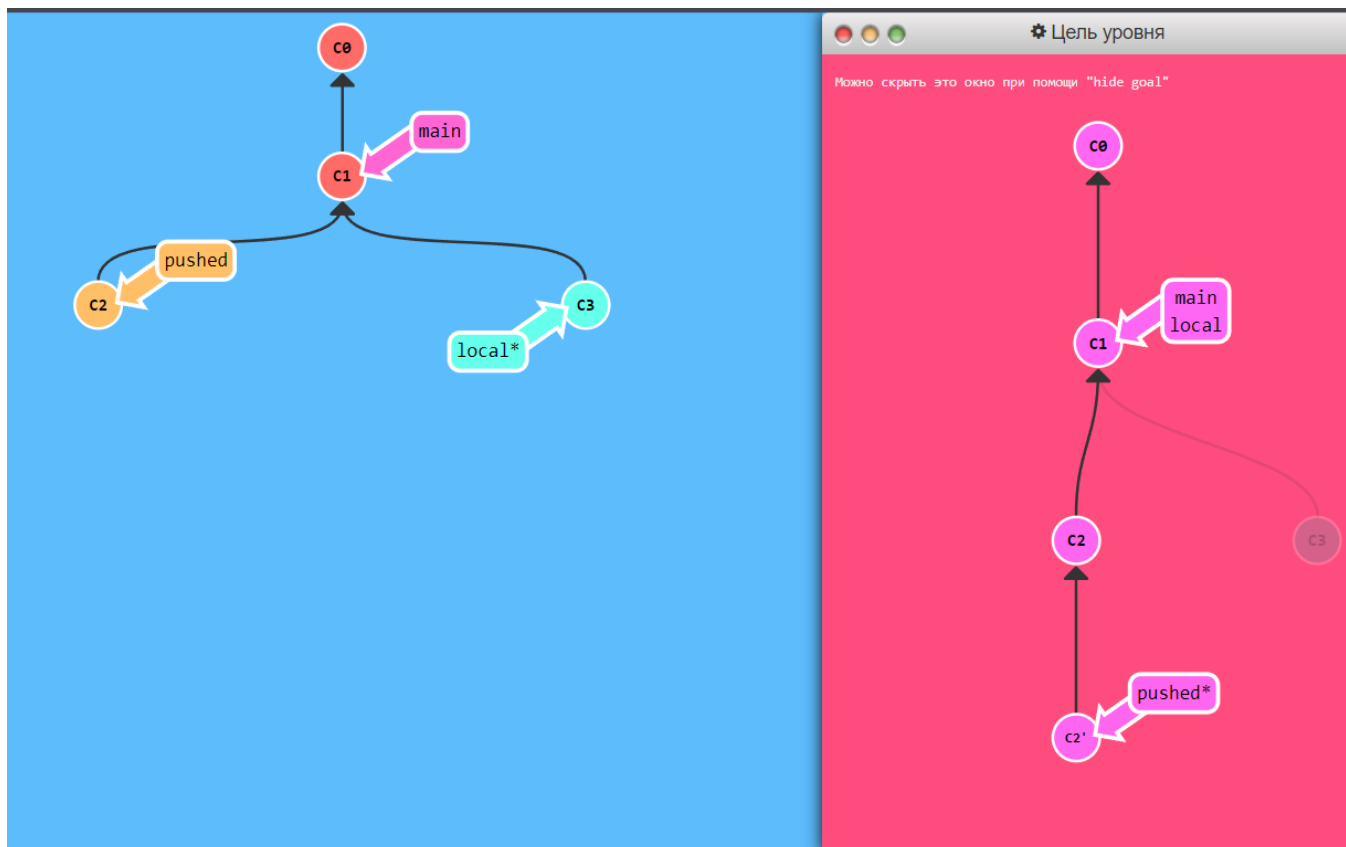 C0
main
C1
pushed
C2
C3
local*
Цель уровня
Можно скрыть это окно при помощи "hide goal"
C0
main
local
C1
C2
C3
pushed*
C2'